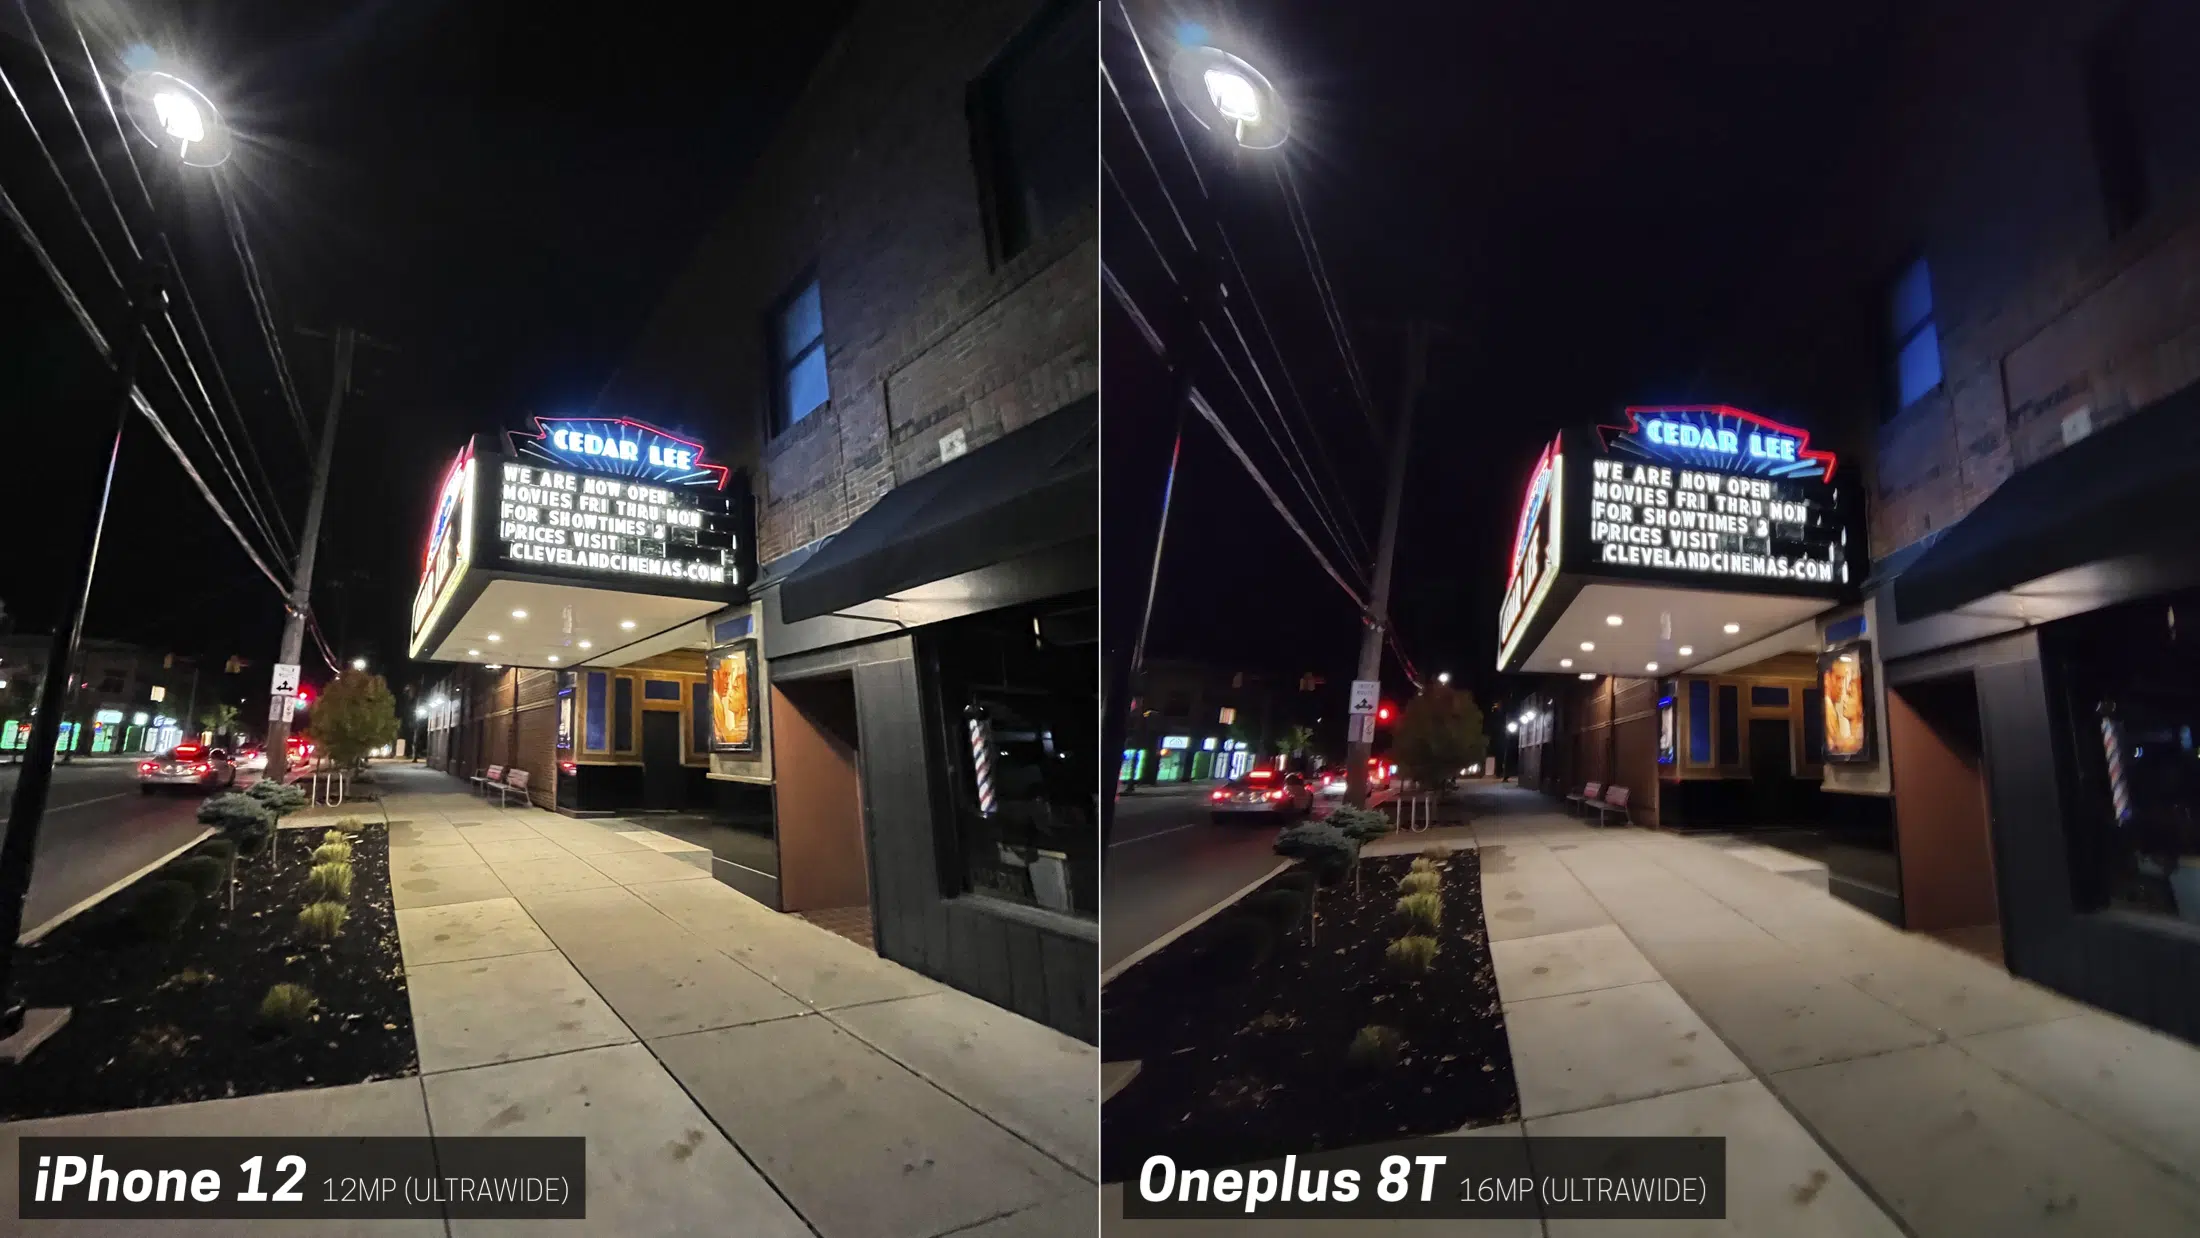 CEDAR LEE
WE ARE NOW OPEN
MOVIES FRI THRU MON
FOR SHOWTIMES &
PRICES VISIT
CLEVELANDCINEMAS.COM
iPhone 12 12MP (ULTRAWIDE)
CEDAR LEE
WE ARE NOW OPEN
MOVIES FRI THRU MON
FOR SHOWTIMES &
PRICES VISIT
CLEVELANDCINEMAS.COM
Oneplus 8T 16MP (ULTRAWIDE)